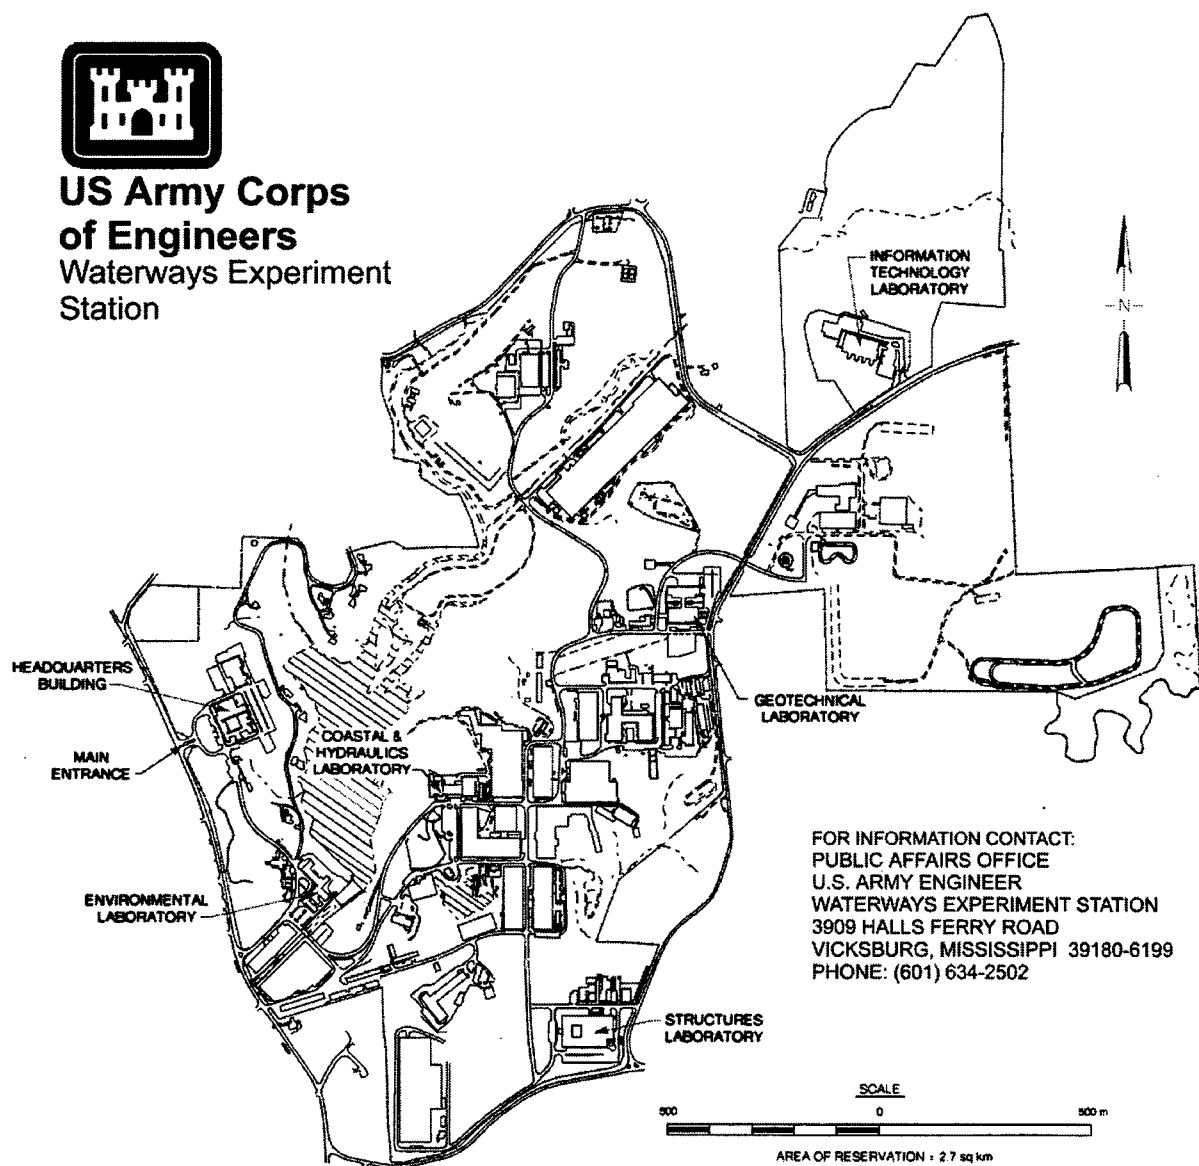 US Army Corps
of Engineers
Waterways Experiment
Station
INFORMATION
TECHNOLOGY
LABORATORY
N
HEADQUARTERS
BUILDING
MAIN
ENTRANCE
COASTAL &
HYDRAULICS
LABORATORY
GEOTECHNICAL
LABORATORY
ENVIRONMENTAL
LABORATORY
STRUCTURES
LABORATORY
FOR INFORMATION CONTACT:
PUBLIC AFFAIRS OFFICE
U.S. ARMY ENGINEER
WATERWAYS EXPERIMENT STATION
3909 HALLS FERRY ROAD
VICKSBURG, MISSISSIPPI 39180-6199
PHONE: (601) 634-2502
SCALE
500 0 500 m
AREA OF RESERVATION : 2.7 sq km